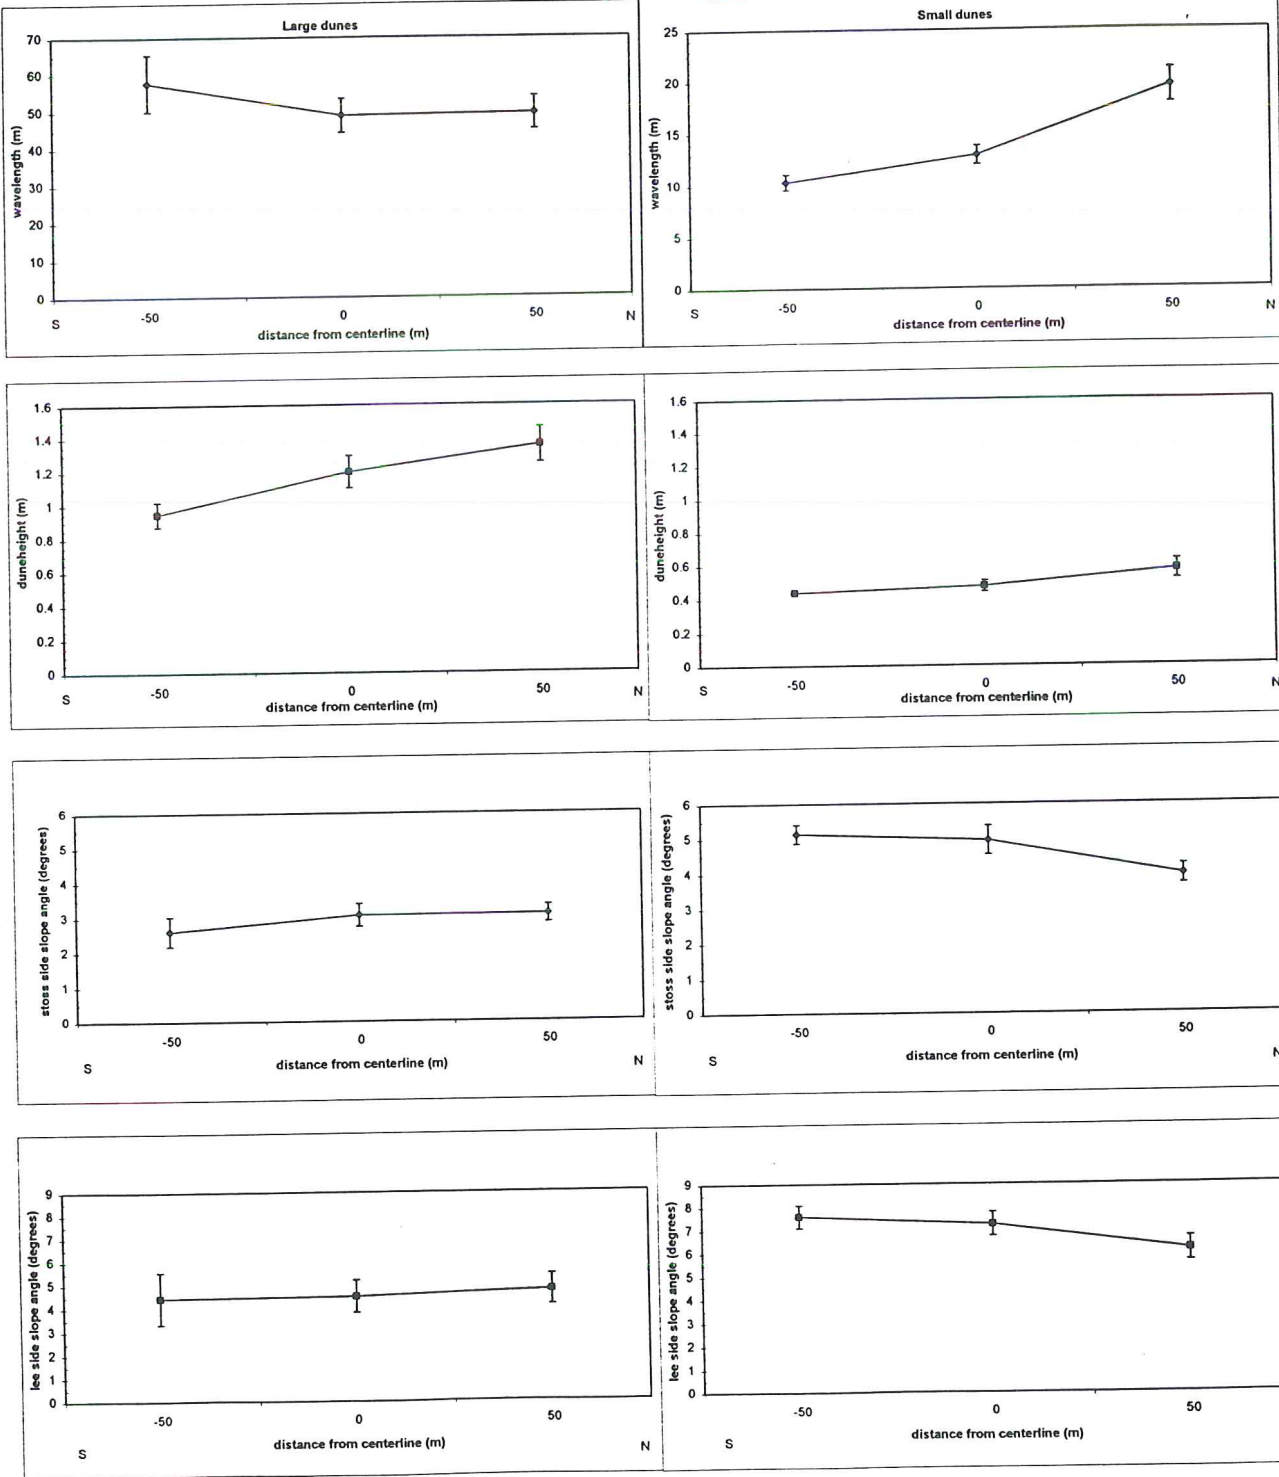 Large dunes
70
60
50
40
30
20
10
0
wavelength (m)
-50 0 50
S N
distance from centerline (m)
Small dunes
25
20
15
10
5
0
wavelength (m)
-50 0 50
S N
distance from centerline (m)
1.6
1.4
1.2
1
0.8
0.6
0.4
0.2
0
duneheight (m)
-50 0 50
S N
distance from centerline (m)
1.6
1.4
1.2
1
0.8
0.6
0.4
0.2
0
duneheight (m)
-50 0 50
S N
distance from centerline (m)
6
5
4
3
2
1
0
stoss side slope angle (degrees)
-50 0 50
distance from centerline (m)
S N
6
5
4
3
2
1
0
stoss side slope angle (degrees)
-50 0 50
distance from centerline (m)
S N
9
8
7
6
5
4
3
2
1
0
lee side slope angle (degrees)
-50 0 50
distance from centerline (m)
S N
9
8
7
6
5
4
3
2
1
0
lee side slope angle (degrees)
-50 0 50
distance from centerline (m)
S